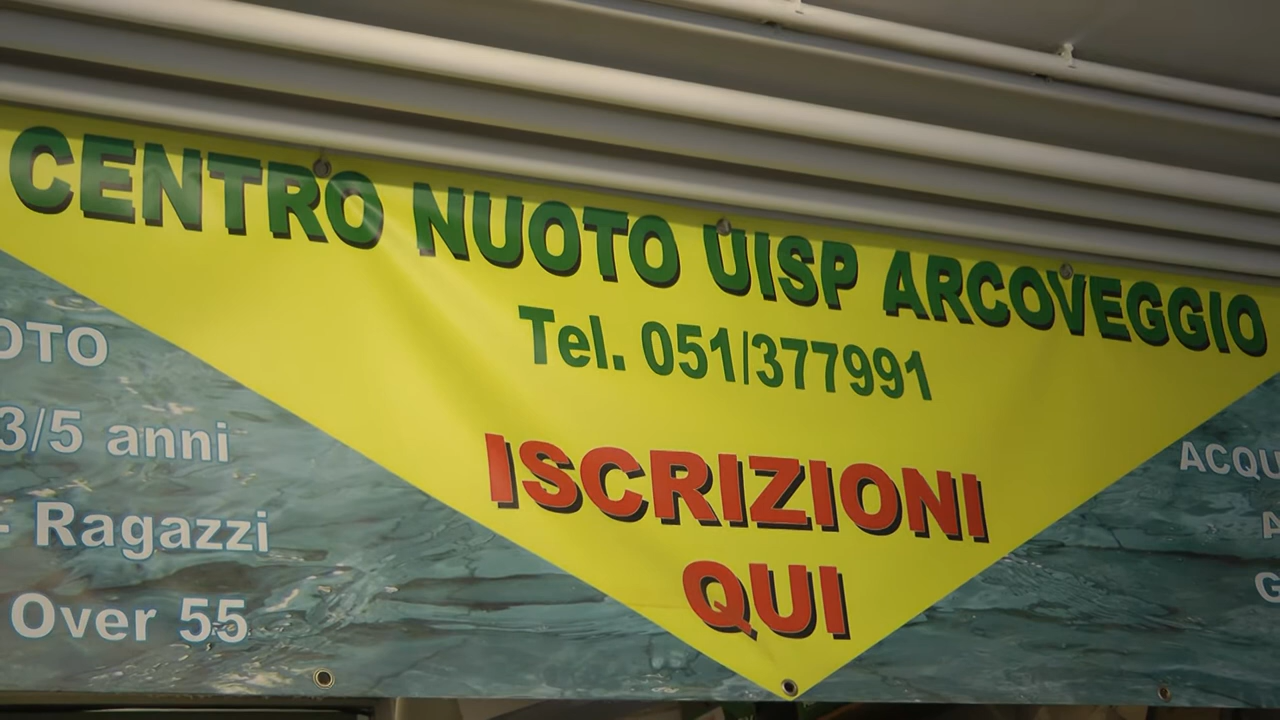 CENTRO NUOTO UISP ARCOVEGGIO
Tel. 051/377991
ISCRIZIONI
QUI
OTO
3/5 anni
- Ragazzi
Over 55
ACQU
A
G